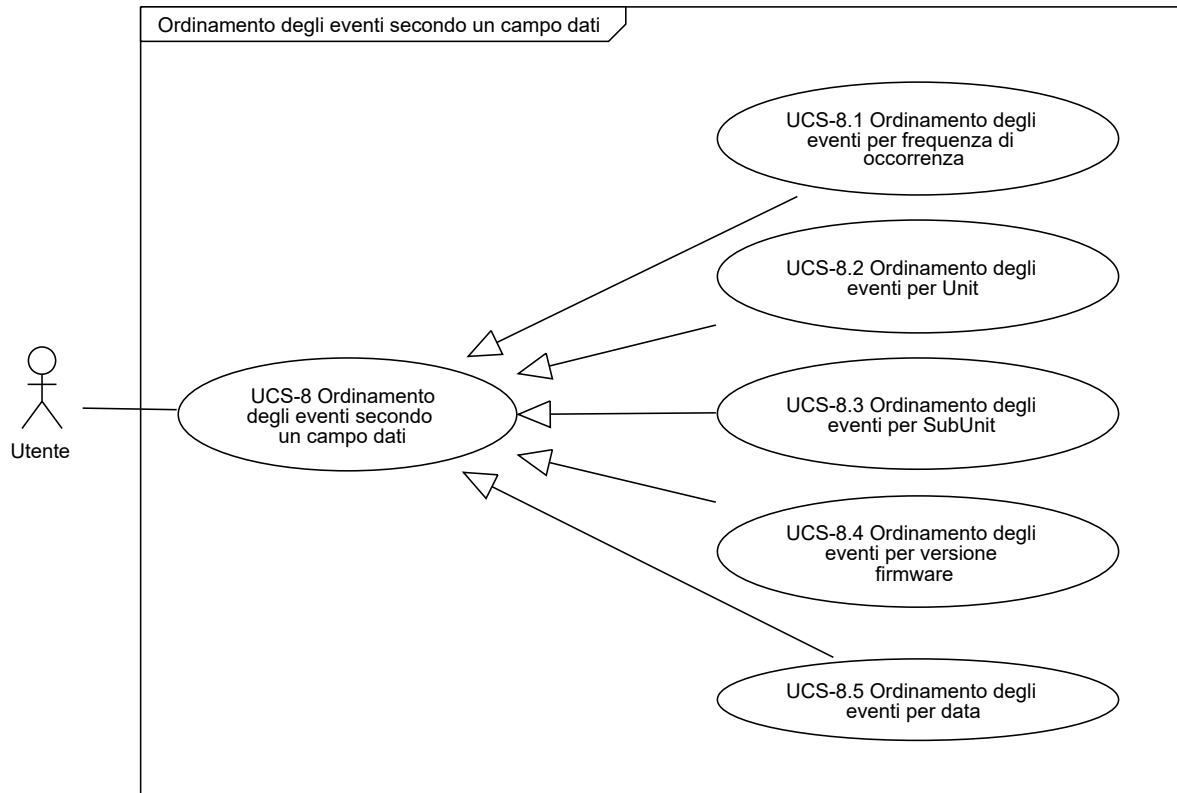 Ordinamento degli eventi secondo un campo dati
UCS-8.1 Ordinamento degli
eventi per frequenza di
occorrenza
UCS-8.2 Ordinamento degli
eventi per Unit
UCS-8 Ordinamento
degli eventi secondo
un campo dati
UCS-8.3 Ordinamento degli
eventi per SubUnit
Utente
UCS-8.4 Ordinamento degli
eventi per versione
firmware
UCS-8.5 Ordinamento degli
eventi per data